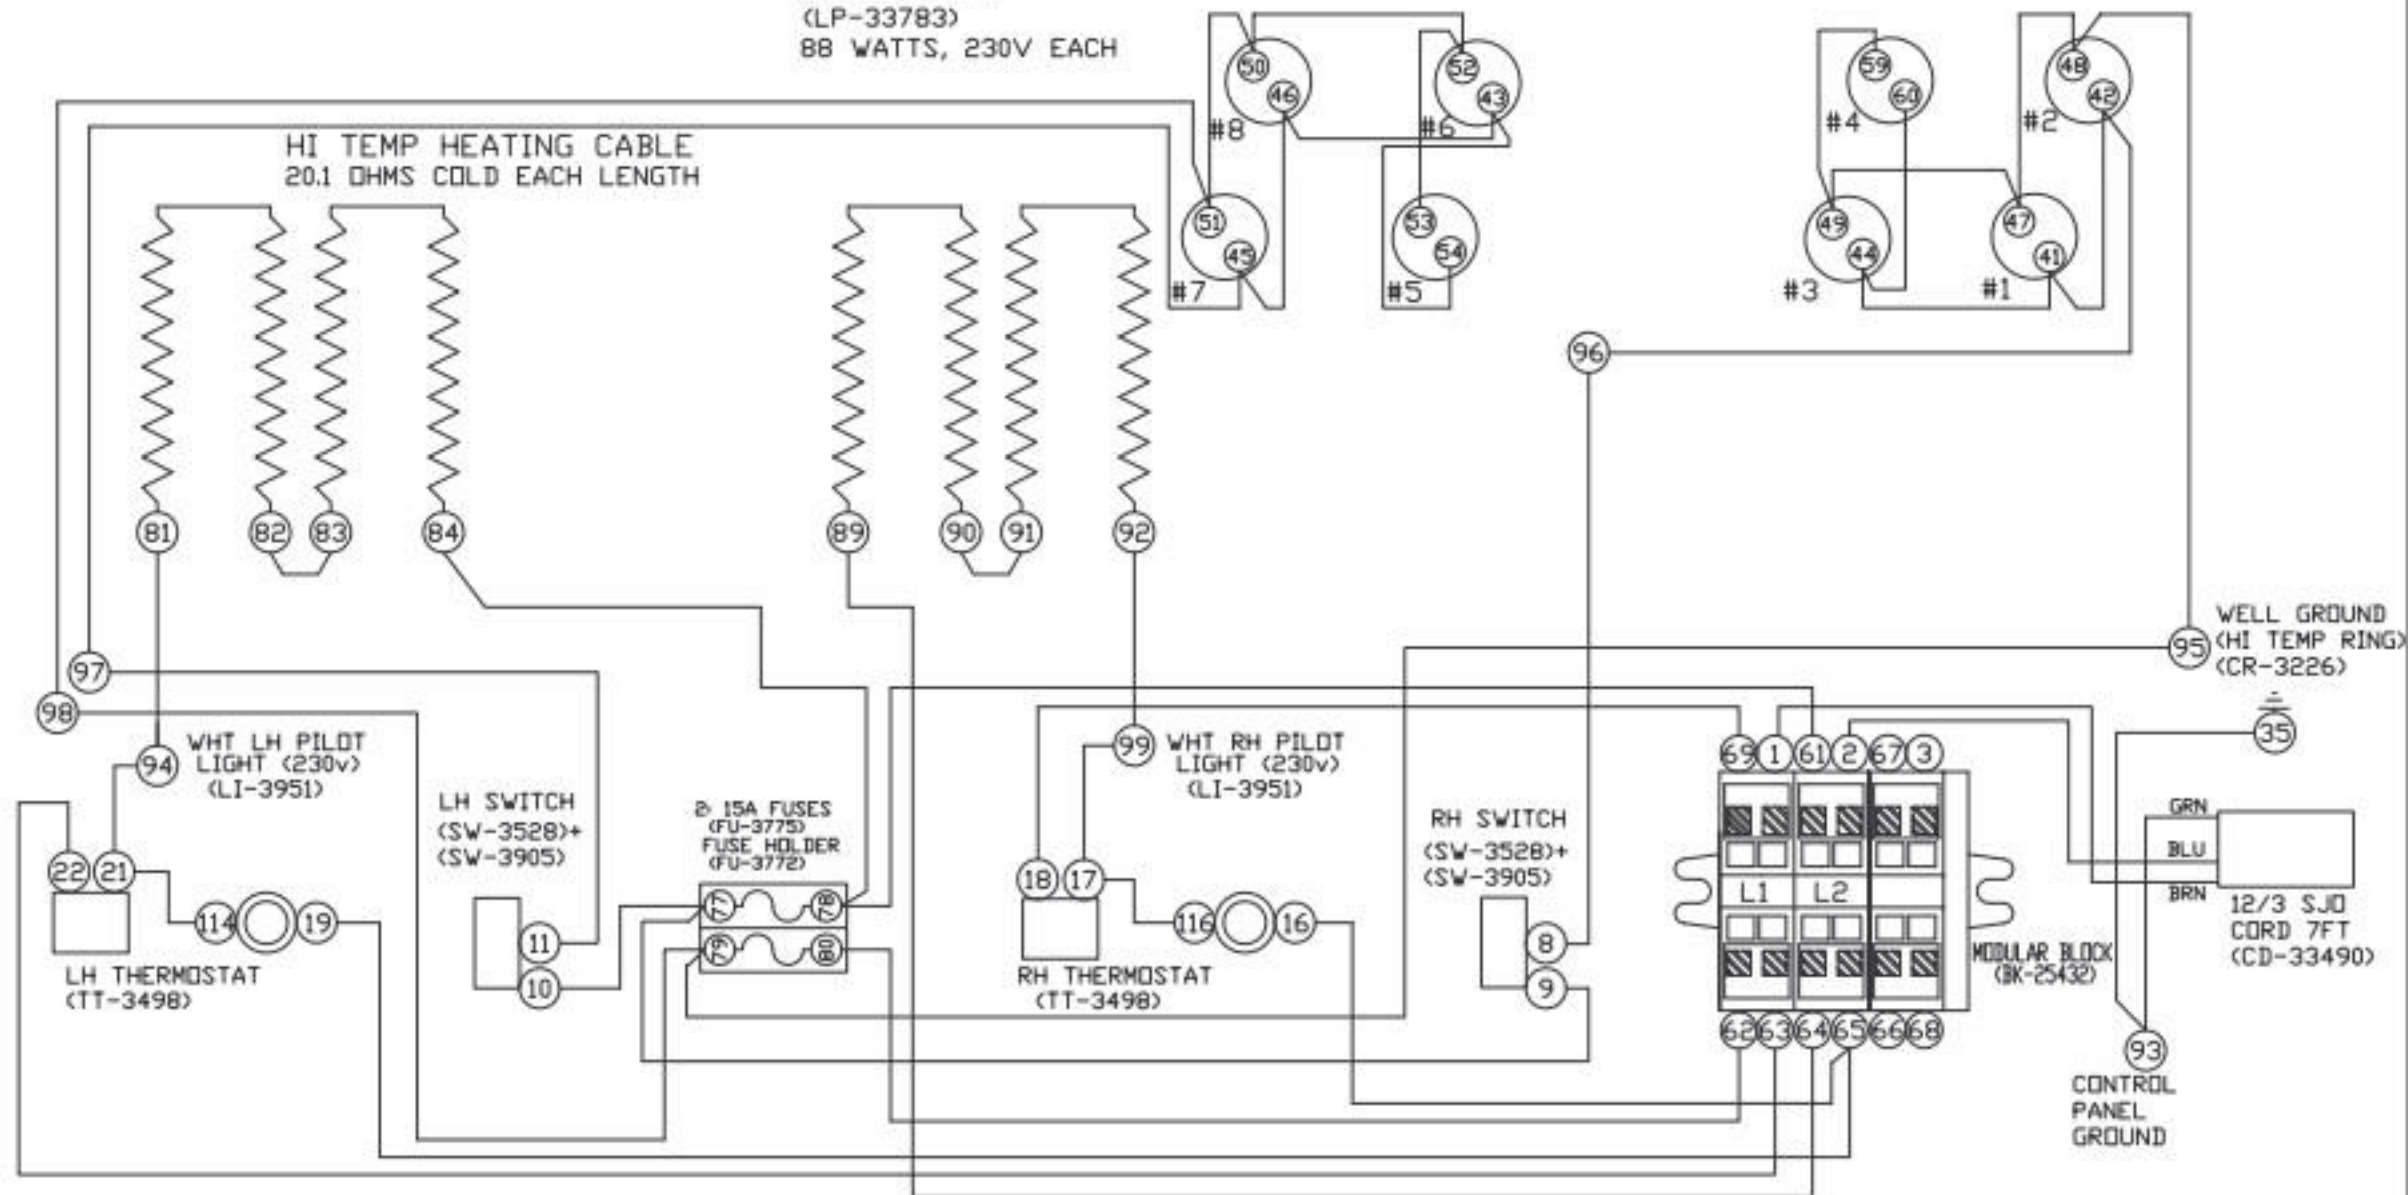 (LP-33783)
88 WATTS, 230V EACH
50
46
#8
52
43
#6
59
60
#4
48
42
#2
HI TEMP HEATING CABLE
20.1 OHMS COLD EACH LENGTH
51
45
#7
53
54
#5
49
44
#3
47
41
#1
96
81
82
83
84
89
90
91
92
97
98
95
WELL GROUND
(HI TEMP RING)
(CR-3226)
35
94
WHT LH PILOT
LIGHT (230v)
(LI-3951)
99
WHT RH PILOT
LIGHT (230v)
(LI-3951)
69
1
61
2
67
3
LH SWITCH
(SW-3528)+
(SW-3905)
15A FUSES
(FU-3775)
FUSE HOLDER
(FU-3772)
RH SWITCH
(SW-3528)+
(SW-3905)
GRN
BLU
BRN
12/3 SJO
CORD 7FT
(CD-33490)
22
21
114
19
LH THERMOSTAT
(TT-3498)
11
10
77
78
79
80
18
17
116
16
RH THERMOSTAT
(TT-3498)
8
9
L1
L2
MODULAR BLOCK
(BK-25432)
62
63
64
65
66
68
93
CONTROL
PANEL
GROUND